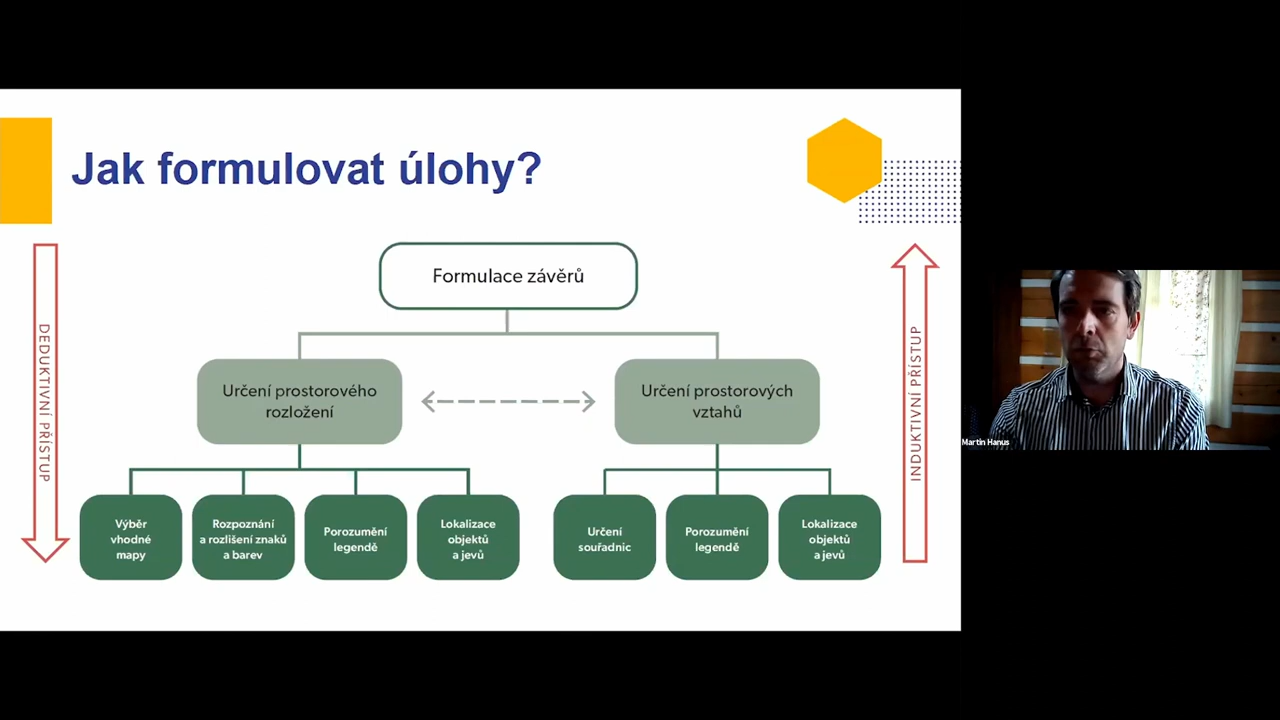 Jak formulovat úlohy?
DEDUKTIVNÍ PŘÍSTUP
Formulace závěrů
Určení prostorového
rozložení
Určení prostorových
vztahů
Výběr
vhodné
mapy
Rozpoznání
a rozlišení znaků
a barev
Porozumění
legendě
Lokalizace
objektů
a jevů
Určení
souřadnic
Porozumění
legendě
Lokalizace
objektů
a jevů
INDUKTIVNÍ PŘÍSTUP
Martin Hanus